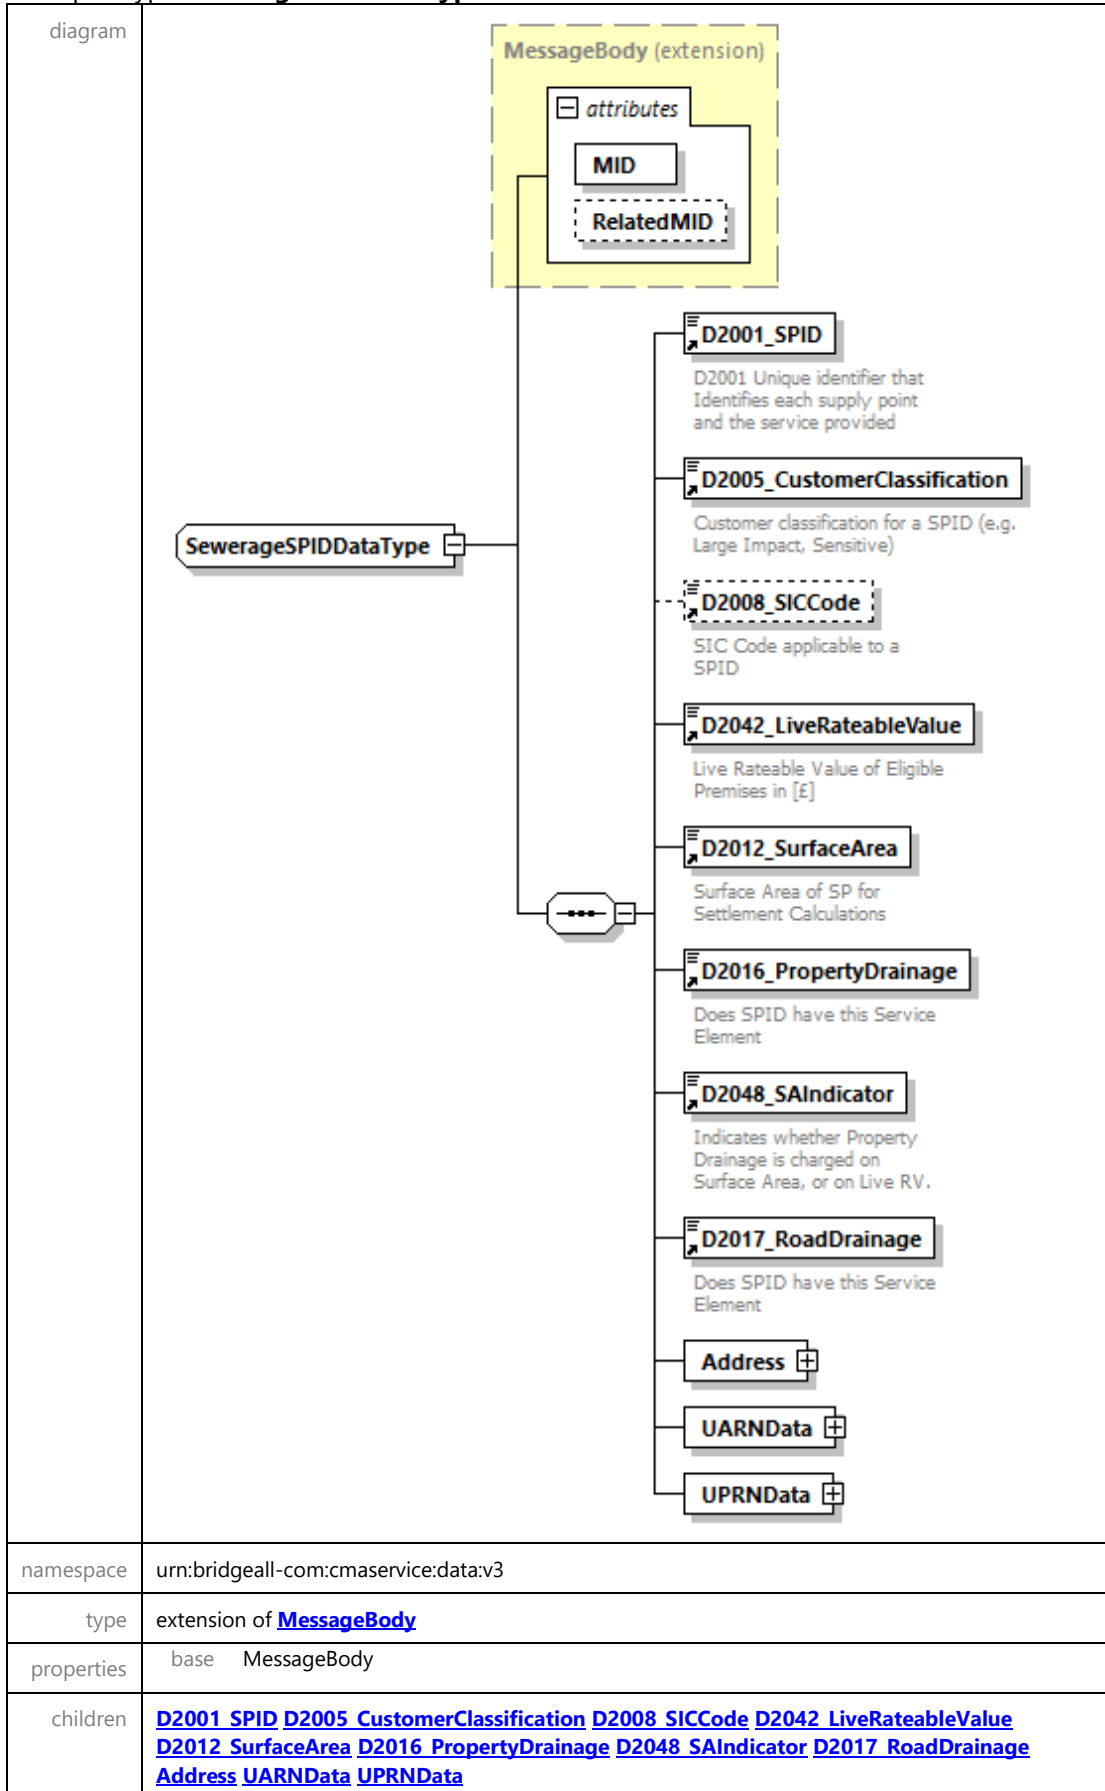 diagram
MessageBody (extension)
attributes
MID
RelatedMID
D2001_SPID
D2001 Unique identifier that
Identifies each supply point
and the service provided
D2005_CustomerClassification
Customer classification for a SPID (e.g.
Large Impact, Sensitive)
SewerageSPIDDataType
D2008_SICCode
SIC Code applicable to a
SPID
D2042_LiveRateableValue
Live Rateable Value of Eligible
Premises in [£]
D2012_SurfaceArea
Surface Area of SP for
Settlement Calculations
D2016_PropertyDrainage
Does SPID have this Service
Element
D2048_SAIndicator
Indicates whether Property
Drainage is charged on
Surface Area, or on Live RV.
D2017_RoadDrainage
Does SPID have this Service
Element
Address
UARNData
UPRNData
namespace urn:bridgeall-com:cmaservice:data:v3
type extension of MessageBody
properties base MessageBody
children D2001_SPID D2005_CustomerClassification D2008_SICCode D2042_LiveRateableValue
D2012_SurfaceArea D2016_PropertyDrainage D2048_SAIndicator D2017_RoadDrainage
Address UARNData UPRNData